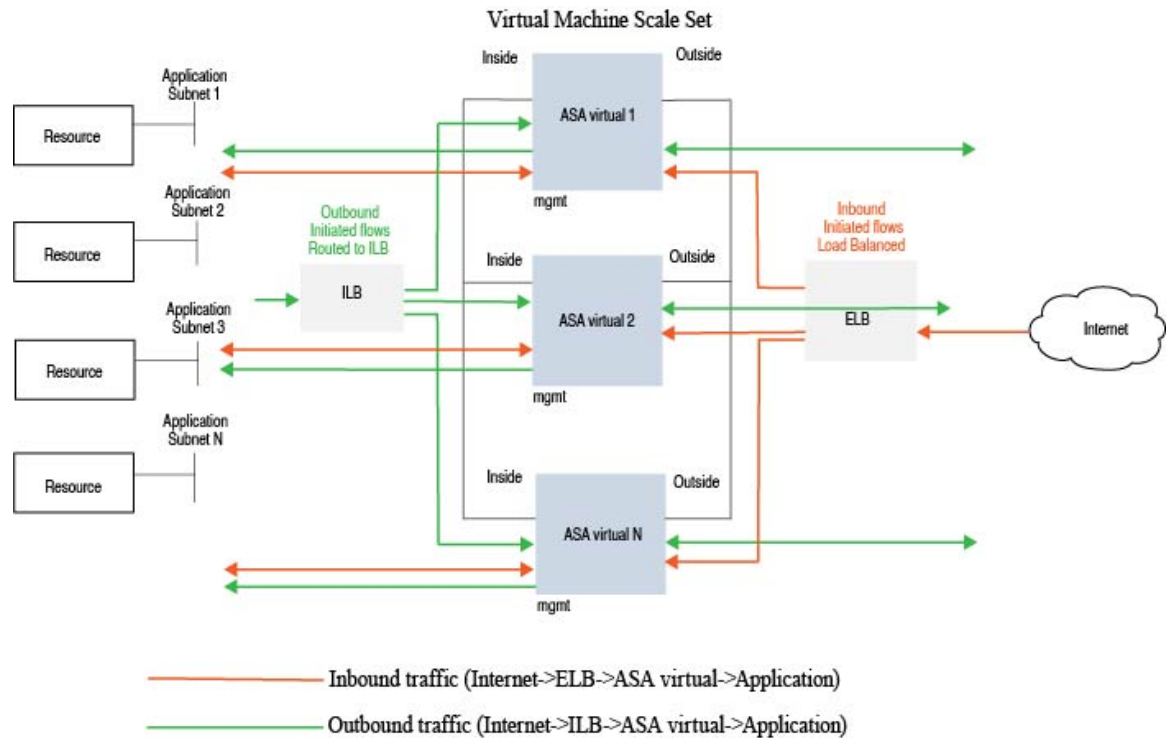 Virtual Machine Scale Set
Inside
Outside
Application
Subnet 1
Resource
ASA virtual 1
mgmt
Application
Subnet 2
Resource
Outbound
Initiated flows
Routed to ILB
ILB
Inside
Outside
ASA virtual 2
mgmt
Inbound
Initiated flows
Load Balanced
ELB
Internet
Application
Subnet 3
Resource
Application
Subnet N
Resource
Inside
Outside
ASA virtual N
mgmt
Inbound traffic (Internet->ELB->ASA virtual->Application)
Outbound traffic (Internet->ILB->ASA virtual->Application)